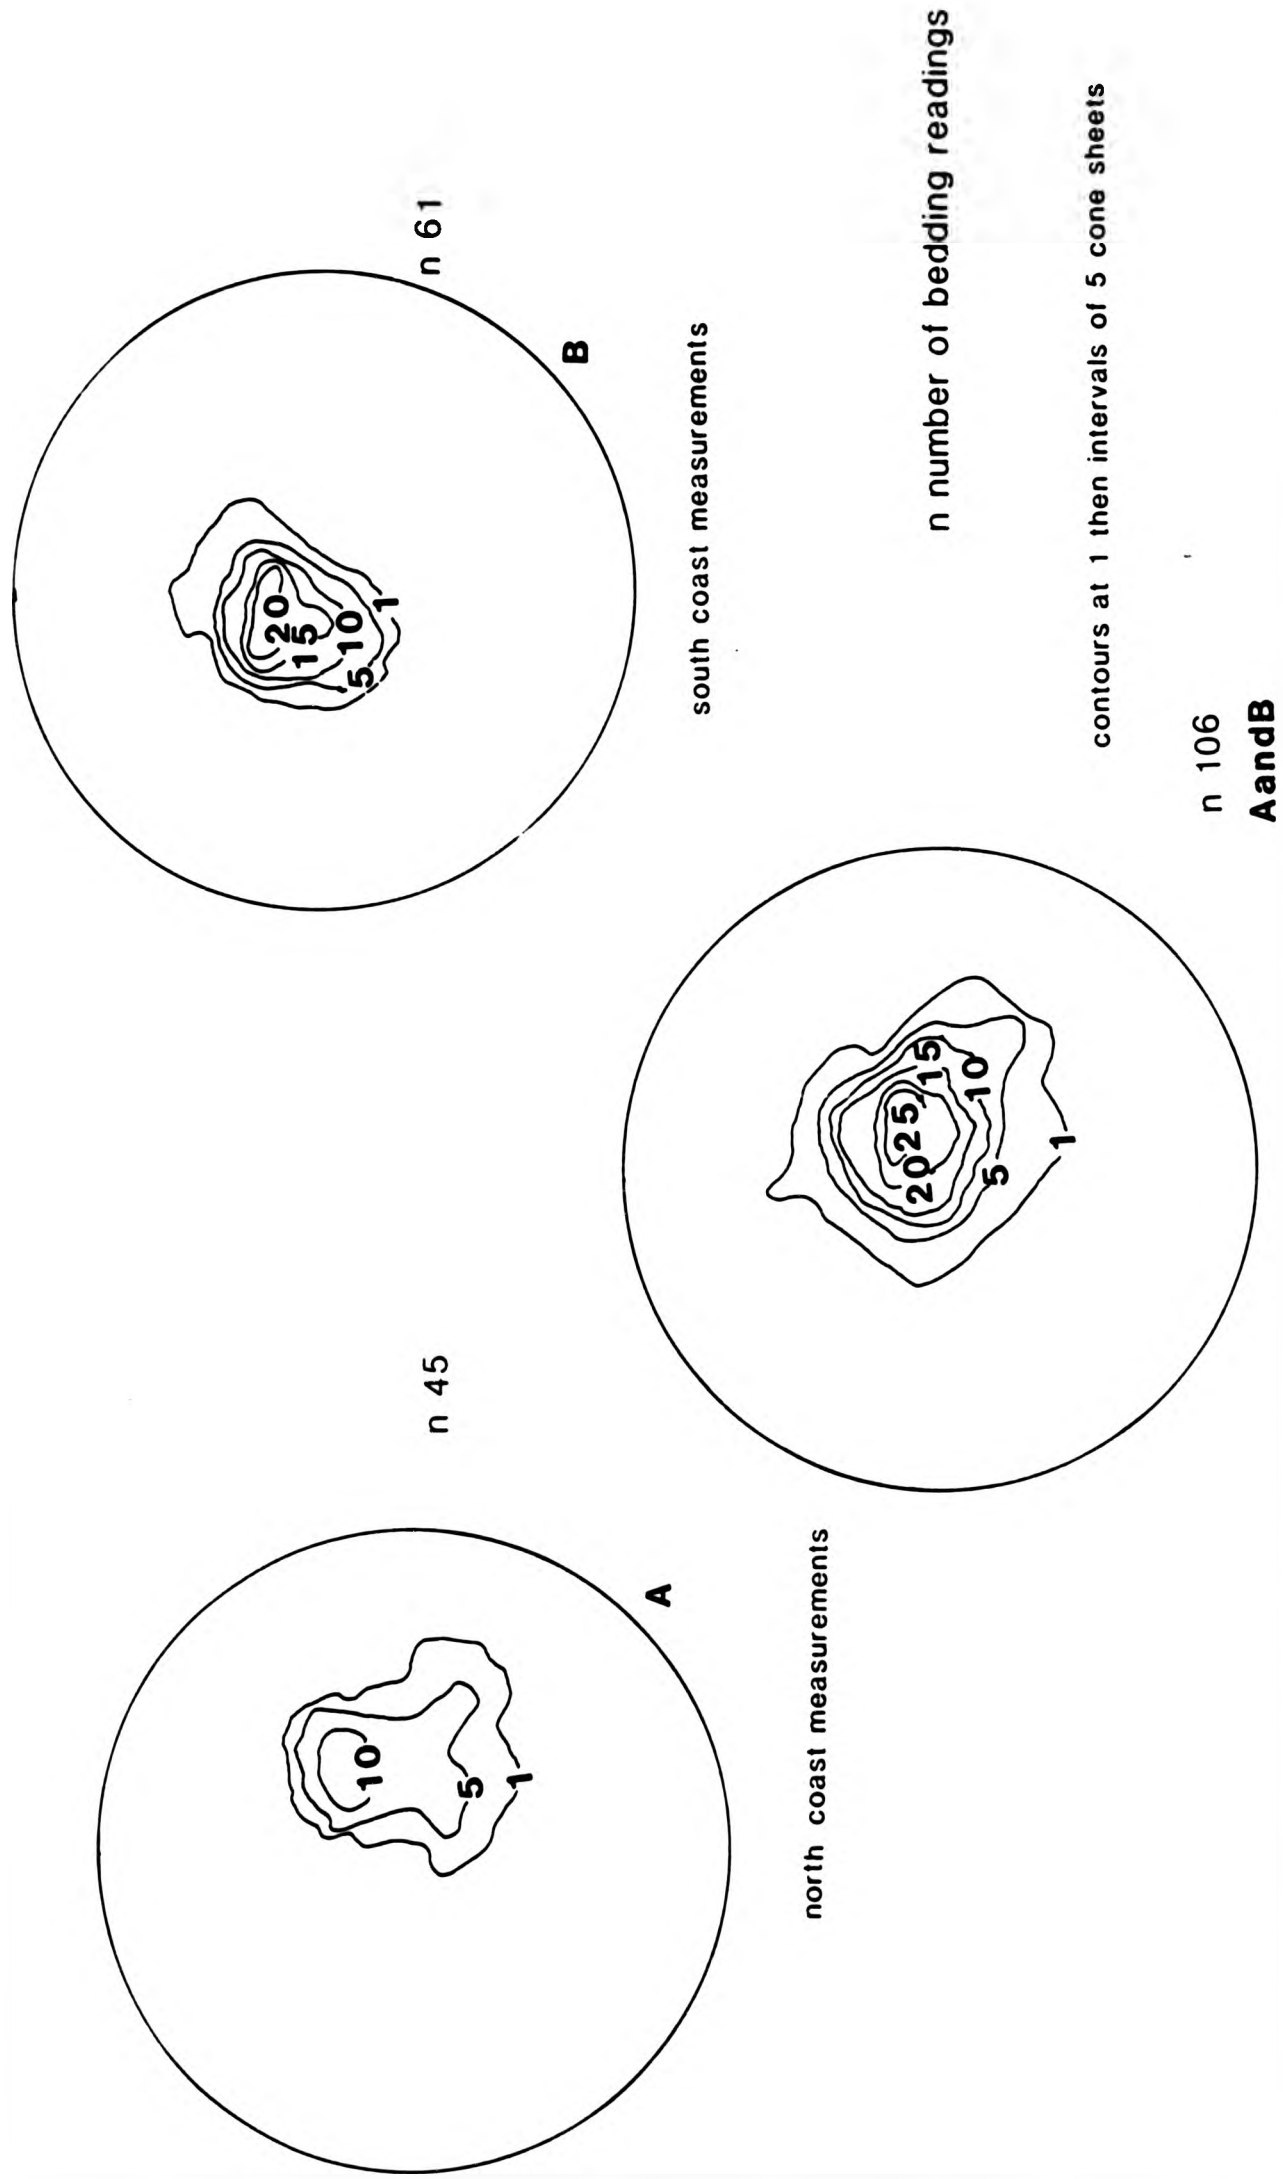 n 45
10
5
1
A
north coast measurements
n 61
20
15
10
5
1
B
south coast measurements
25
20
15
10
5
1
n 106
AandB
n number of bedding readings
contours at 1 then intervals of 5 cone sheets